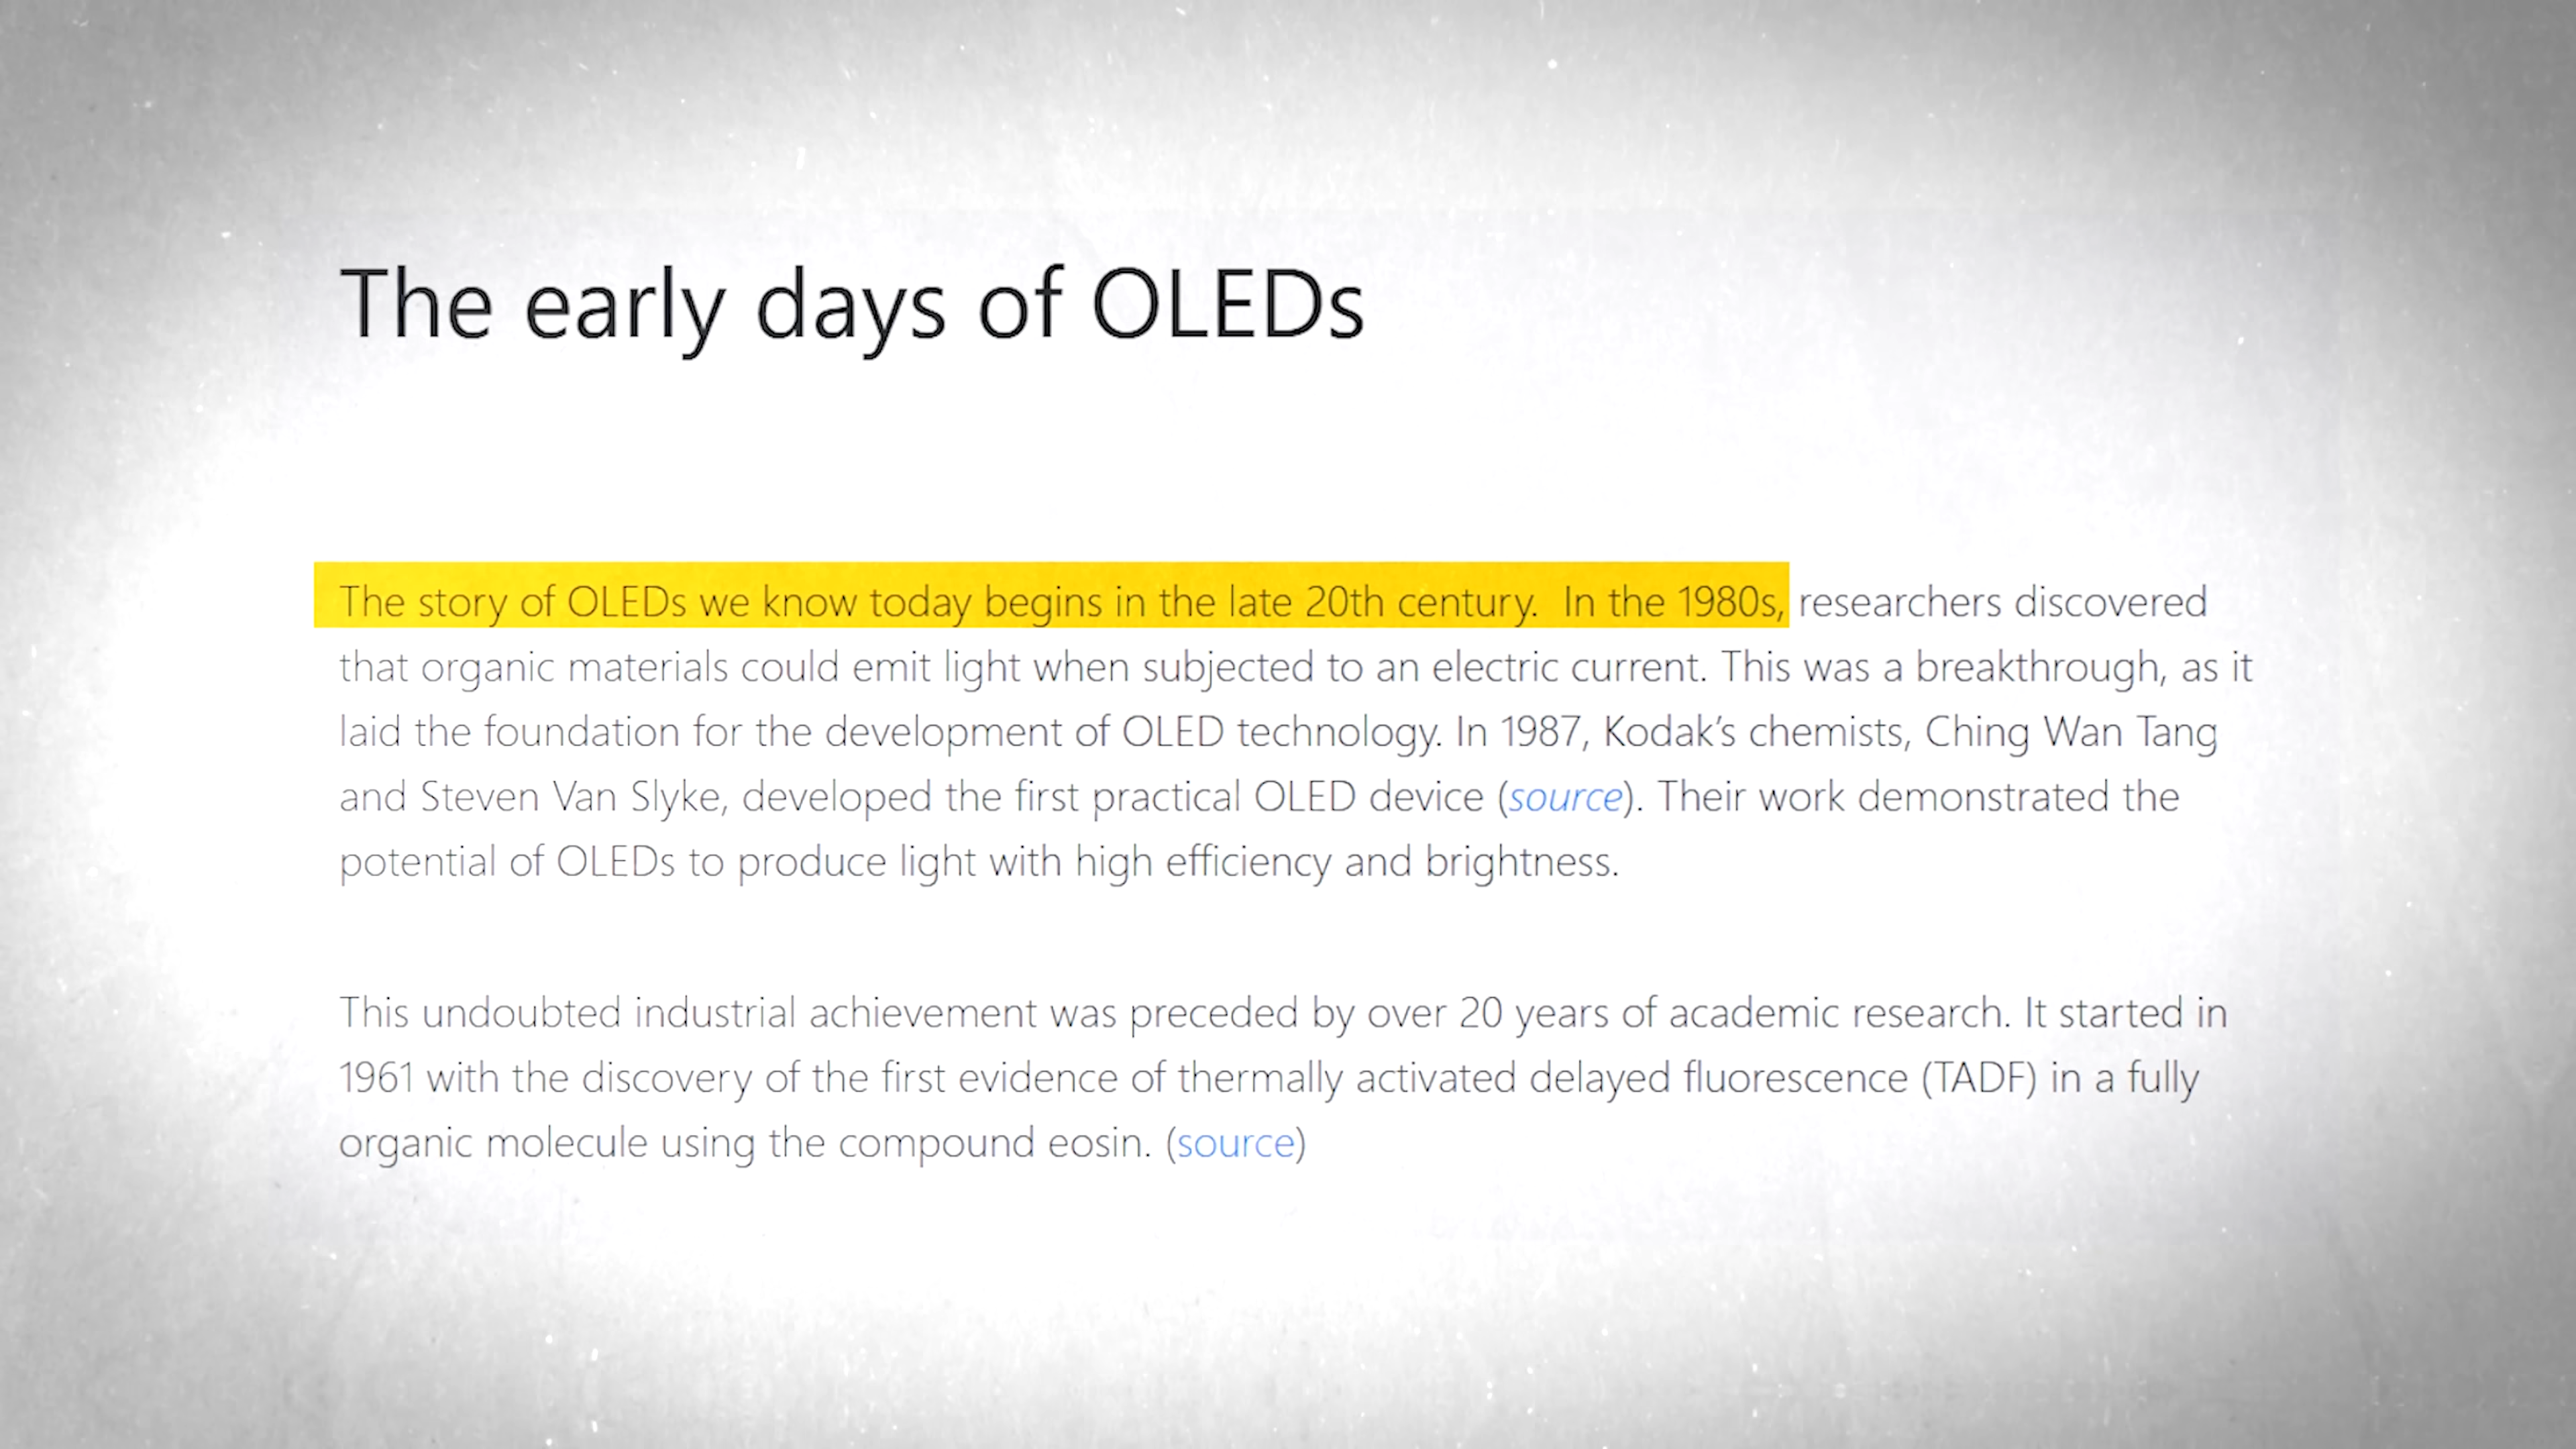 The early days of OLEDs
The story of OLEDs we know today begins in the late 20th century.  In the 1980s, researchers discovered
that organic materials could emit light when subjected to an electric current. This was a breakthrough, as it
laid the foundation for the development of OLED technology. In 1987, Kodak’s chemists, Ching Wan Tang
and Steven Van Slyke, developed the first practical OLED device (source). Their work demonstrated the
potential of OLEDs to produce light with high efficiency and brightness.
This undoubted industrial achievement was preceded by over 20 years of academic research. It started in
1961 with the discovery of the first evidence of thermally activated delayed fluorescence (TADF) in a fully
organic molecule using the compound eosin. (source)